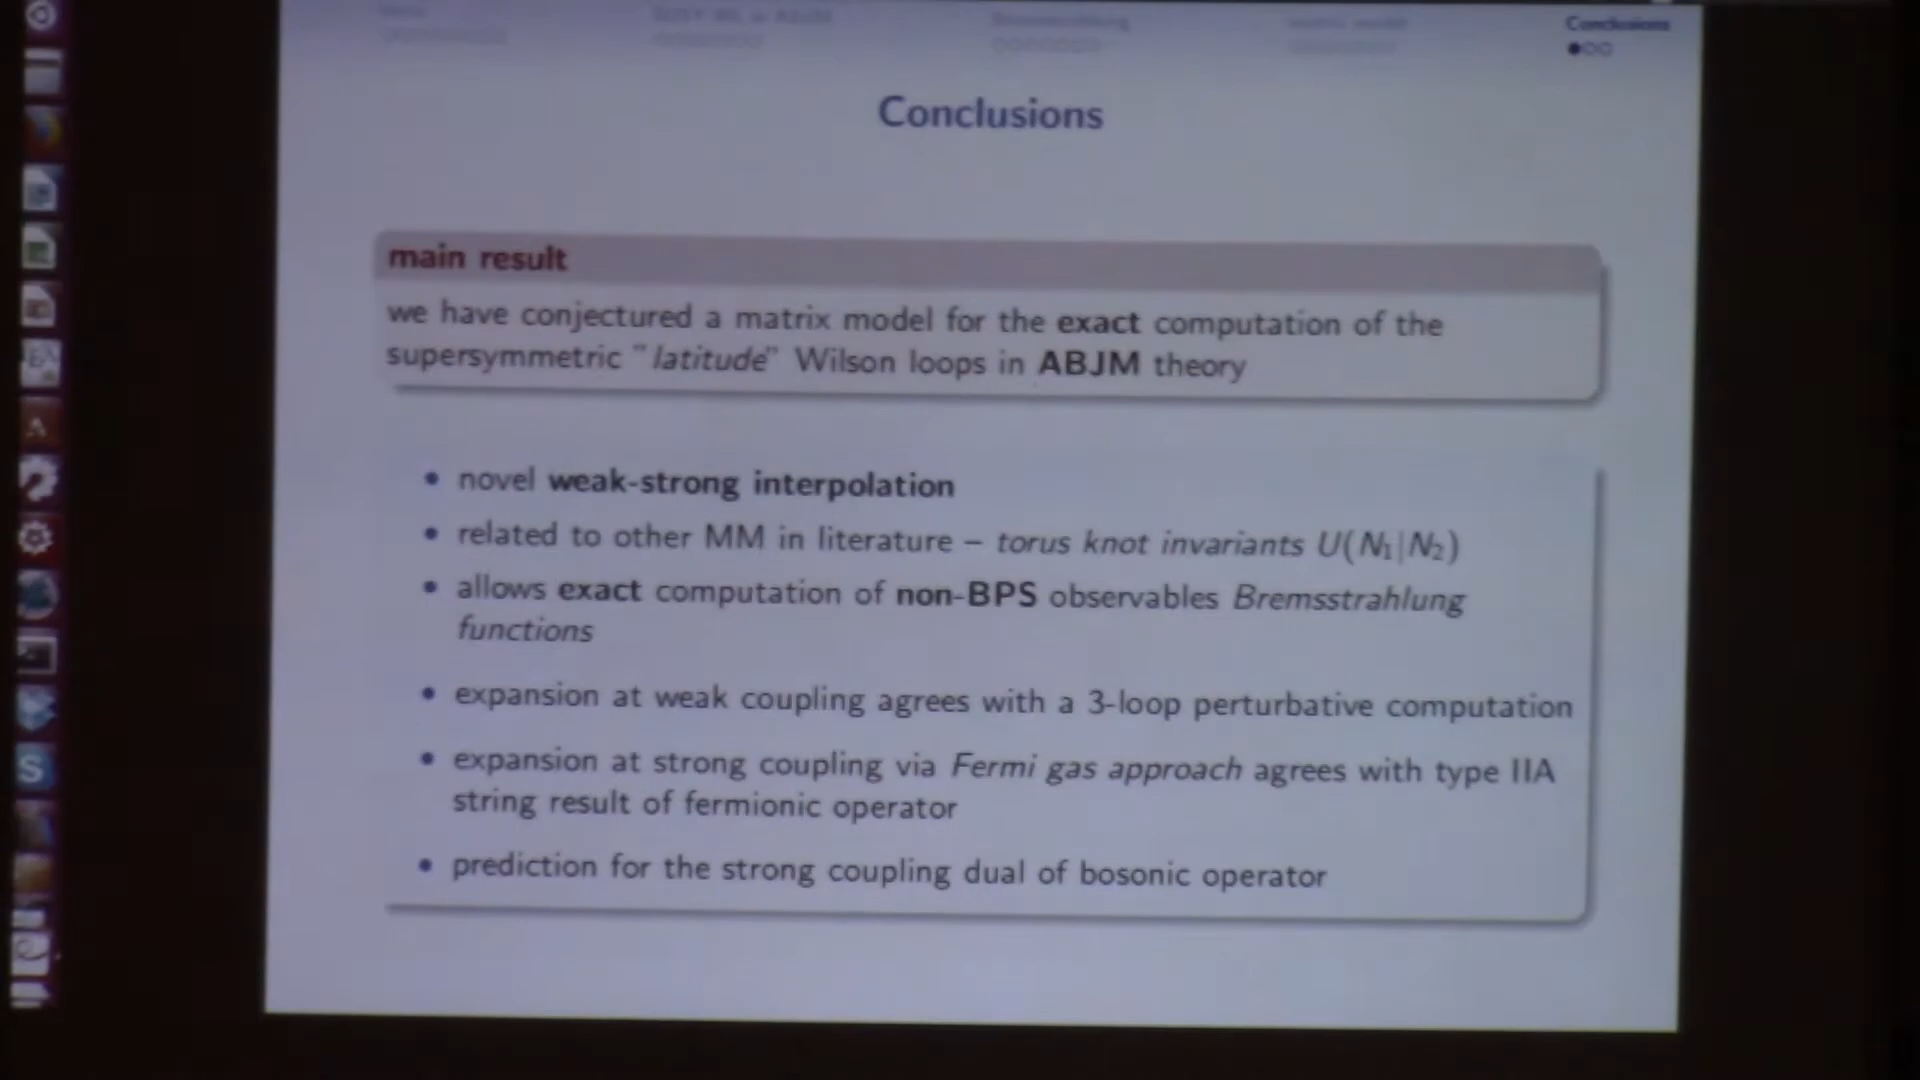 Conclusions
Conclusions
main result
we have conjectured a matrix model for the exact computation of the
supersymmetric "latitude" Wilson loops in ABJM theory
• novel weak-strong interpolation
• related to other MM in literature – torus knot invariants U(N₁|N₂)
• allows exact computation of non-BPS observables Bremsstrahlung
functions
• expansion at weak coupling agrees with a 3-loop perturbative computation
• expansion at strong coupling via Fermi gas approach agrees with type IIA
string result of fermionic operator
• prediction for the strong coupling dual of bosonic operator